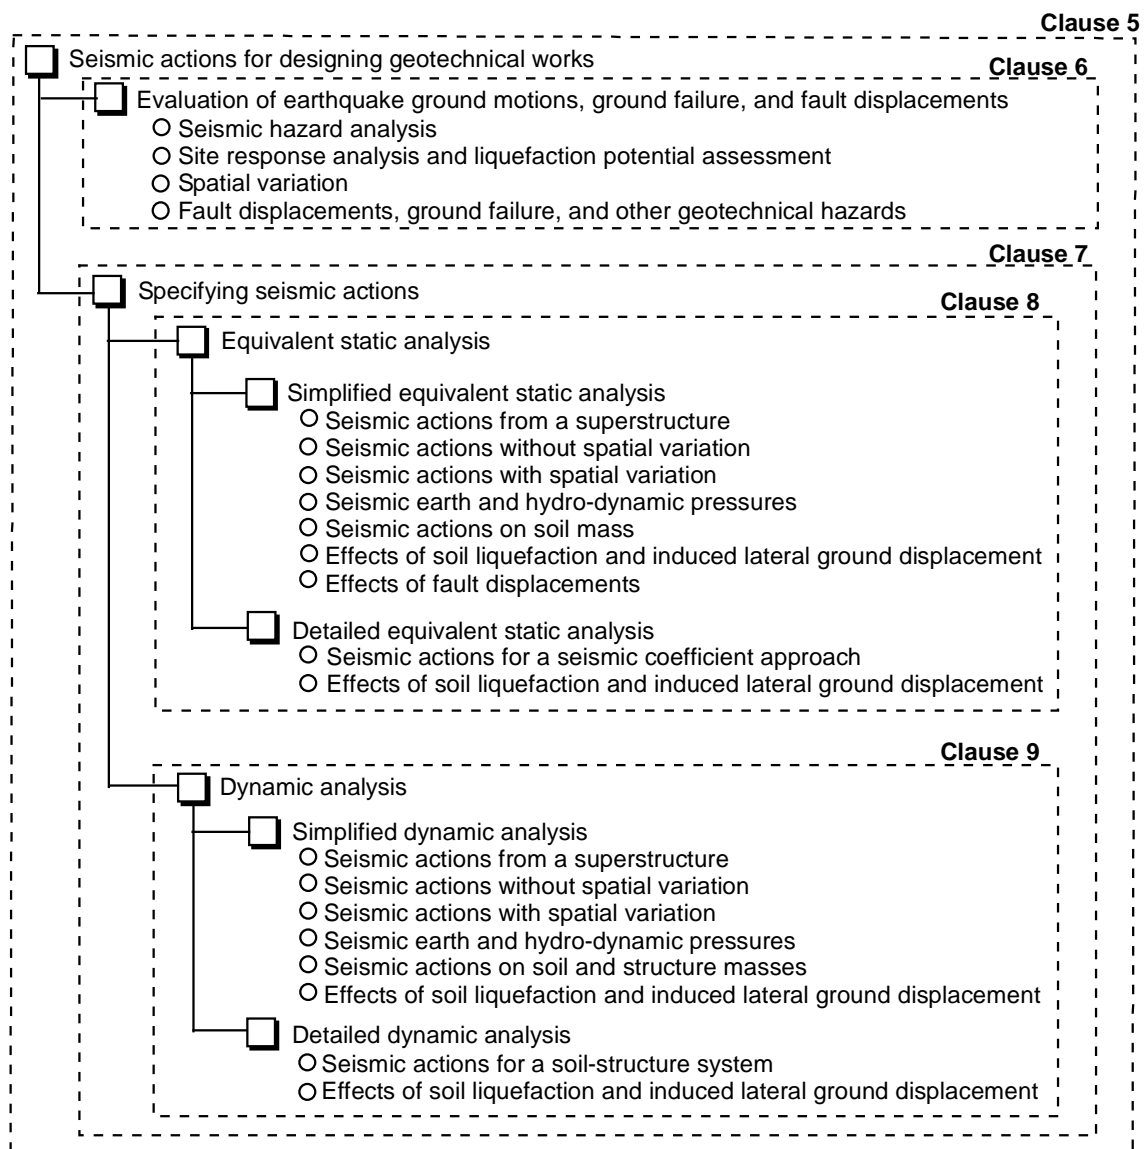 Clause 5
Seismic actions for designing geotechnical works
Clause 6
Evaluation of earthquake ground motions, ground failure, and fault displacements
Seismic hazard analysis
Site response analysis and liquefaction potential assessment
Spatial variation
Fault displacements, ground failure, and other geotechnical hazards
Clause 7
Specifying seismic actions
Clause 8
Equivalent static analysis
Simplified equivalent static analysis
Seismic actions from a superstructure
Seismic actions without spatial variation
Seismic actions with spatial variation
Seismic earth and hydro-dynamic pressures
Seismic actions on soil mass
Effects of soil liquefaction and induced lateral ground displacement
Effects of fault displacements
Detailed equivalent static analysis
Seismic actions for a seismic coefficient approach
Effects of soil liquefaction and induced lateral ground displacement
Clause 9
Dynamic analysis
Simplified dynamic analysis
Seismic actions from a superstructure
Seismic actions without spatial variation
Seismic actions with spatial variation
Seismic earth and hydro-dynamic pressures
Seismic actions on soil and structure masses
Effects of soil liquefaction and induced lateral ground displacement
Detailed dynamic analysis
Seismic actions for a soil-structure system
Effects of soil liquefaction and induced lateral ground displacement